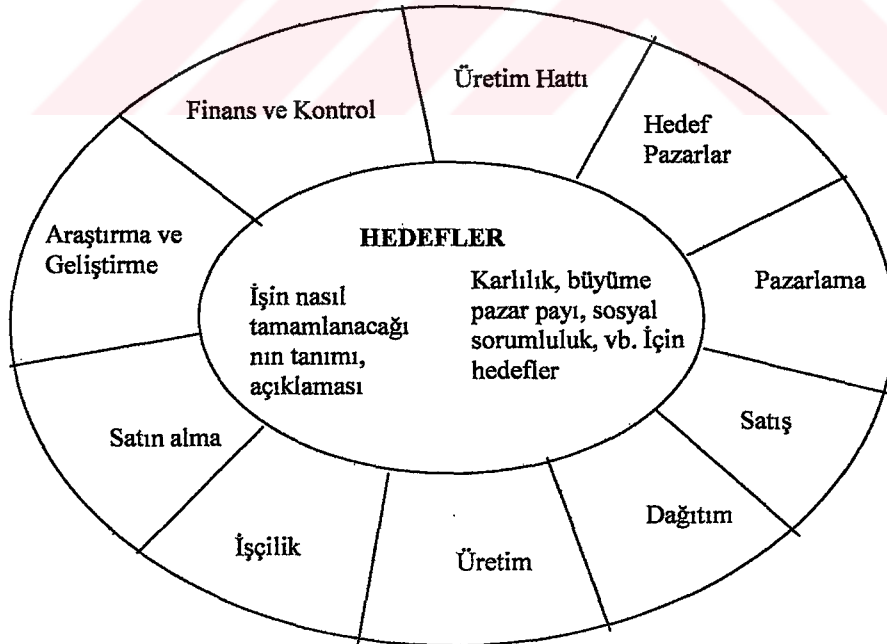 Üretim Hattı
Finans ve Kontrol
Hedef
Pazarlar
Araştırma ve
Geliştirme
HEDEFLER
İşin nasıl
tamamlanacağı
nın tanımı,
açıklaması
Karlılık, büyüme
pazar payı, sosyal
sorumluluk, vb. İçin
hedefler
Pazarlama
Satın alma
Satış
İşçilik
Üretim
Dağıtım